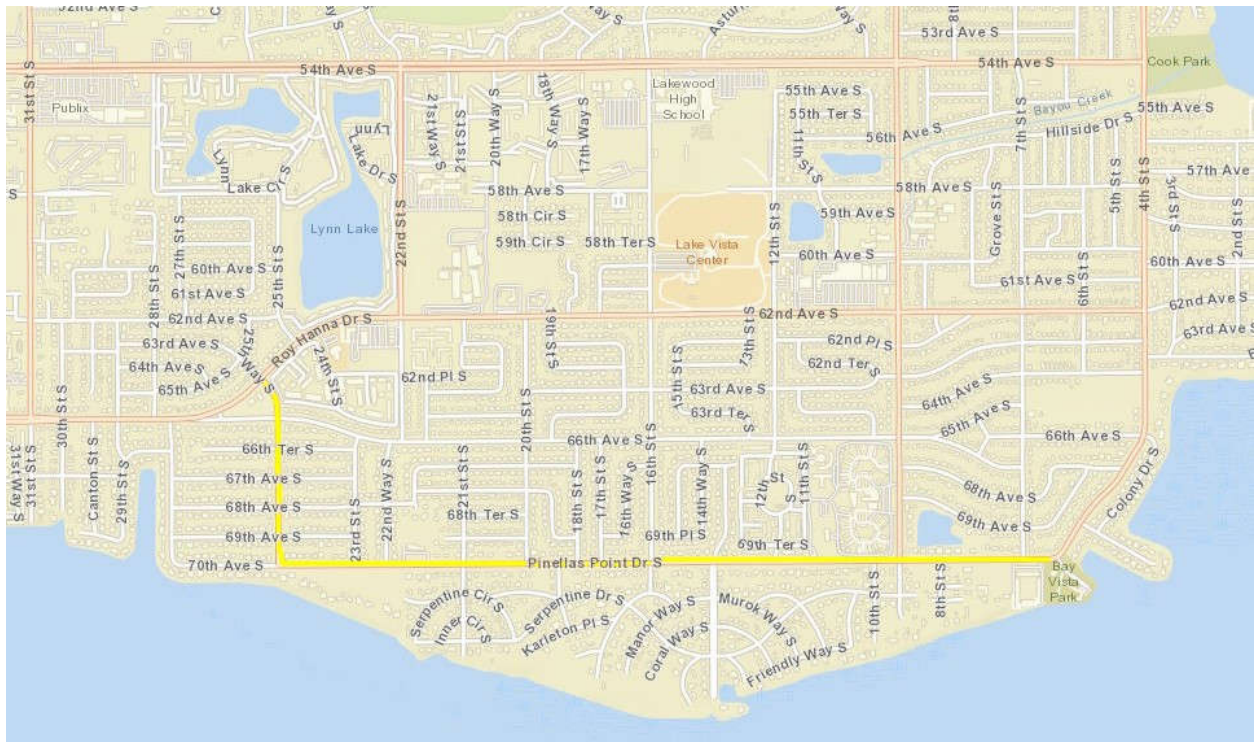 52nd Ave S
Way S
Astur
Way S
53rd Ave S
8th
54th Ave S
54th Ave S
Cook Park
31st St S
Publix
21st Way S
21st St S
20th Way S
18th Way S
17th Way S
Lakewood
High
School
55th Ave S
55th Ter S
11th St S
56th Ave S
Bayou Creek
55th Ave S
7th St S
Hillside Dr S
Lynn
Lake Cir S
Lynn
Lake Dr S
S
58th Ave S
58th Cir S
59th Cir S
58th Ter S
Lake Vista
Center
12th St S
59th Ave S
60th Ave S
58th Ave S
Grove St S
5th St S
4th St S
3rd St S
57th Ave
2nd St S
Lynn Lake
22nd St S
27th St S
28th St S
60th Ave S
61st Ave S
25th St S
61st Ave S
6th St S
60th Ave S
62nd Ave S
62nd Ave S
62nd Ave S
63rd Ave S
63rd Ave S
64th Ave S
65th Ave S
25th Way S
Roy Hanna Dr S
24th St S
62nd Pl S
19th St S
20th St S
15th St S
13th St S
62nd Pl S
62nd Ter S
63rd Ave S
63rd Ter S
64th Ave S
65th Ave S
66th Ave S
66th Ave S
30th St S
31st Way S
31st St S
Canton St S
29th St S
66th Ter S
67th Ave S
68th Ave S
69th Ave S
70th Ave S
23rd St S
22nd Way S
21st St S
68th Ter S
18th St S
17th St S
16th Way S
16th St S
14th Way S
69th Pl S
12th St
S
11th St S
69th Ter S
68th Ave S
69th Ave S
Colony Dr S
Pinellas Point Dr S
Bay
Vista
Park
Serpentine Cir S
Inner Cir S
Serpentine Dr S
Karleton Pl S
Manor Way S
Coral Way S
Murok Way S
Friendly Way S
10th St S
8th St S